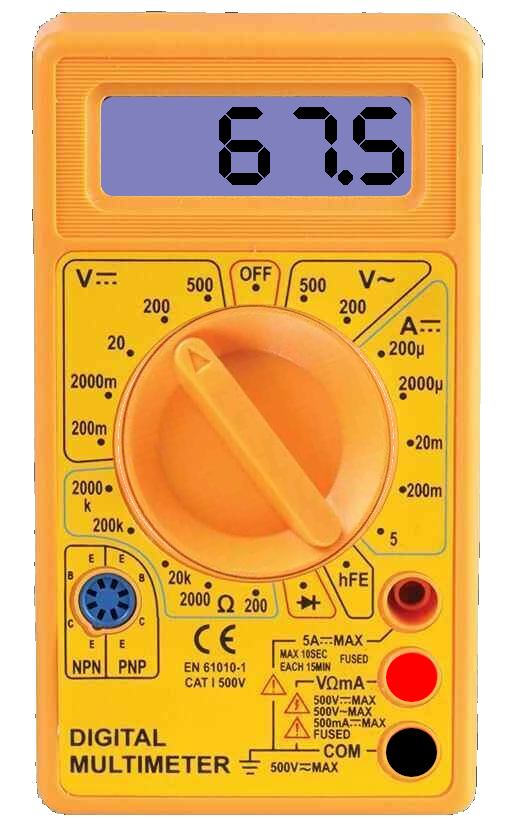 67.5
V⎓
500
OFF
500
V~
200
200
A⎓
20
200µ
2000m
2000µ
200m
20m
2000
k
200m
200k
5
20k
2000
Ω
200
hFE
E E
B B
C C
E E
NPN PNP
CE
EN 61010-1
CAT I 500V
5A⎓MAX
MAX 10SEC
EACH 15MIN
FUSED
VΩmA
500V⎓MAX
500V~MAX
500mA⎓MAX
FUSED
COM
500V⎓MAX
DIGITAL
MULTIMETER